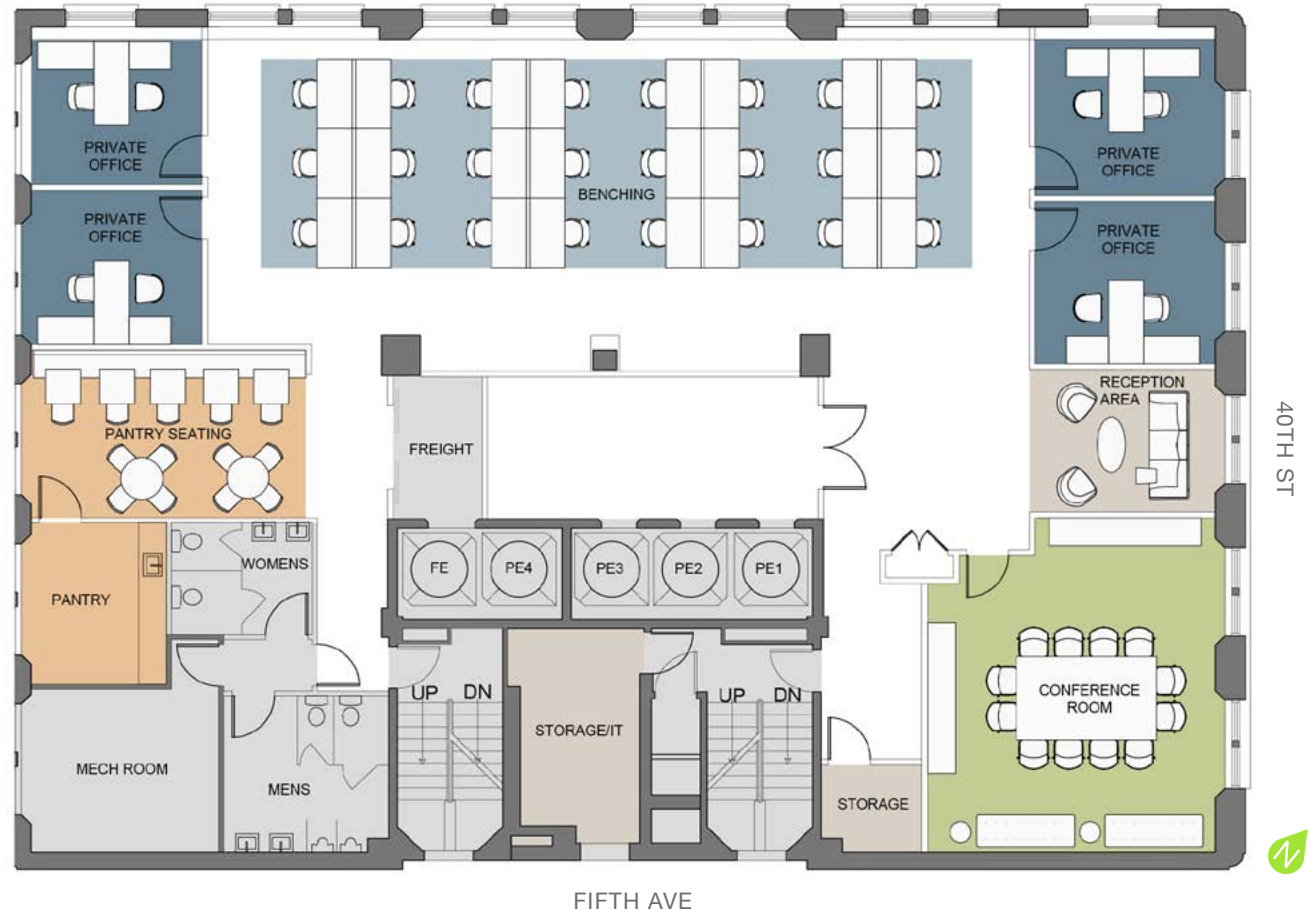 PRIVATE
OFFICE
PRIVATE
OFFICE
BENCHING
PRIVATE
OFFICE
PRIVATE
OFFICE
PANTRY SEATING
FREIGHT
RECEPTION
AREA
40TH ST
PANTRY
WOMENS
FE
PE4
PE3
PE2
PE1
UP
DN
UP
DN
STORAGE/IT
CONFERENCE
ROOM
MECH ROOM
MENS
STORAGE
N
FIFTH AVE